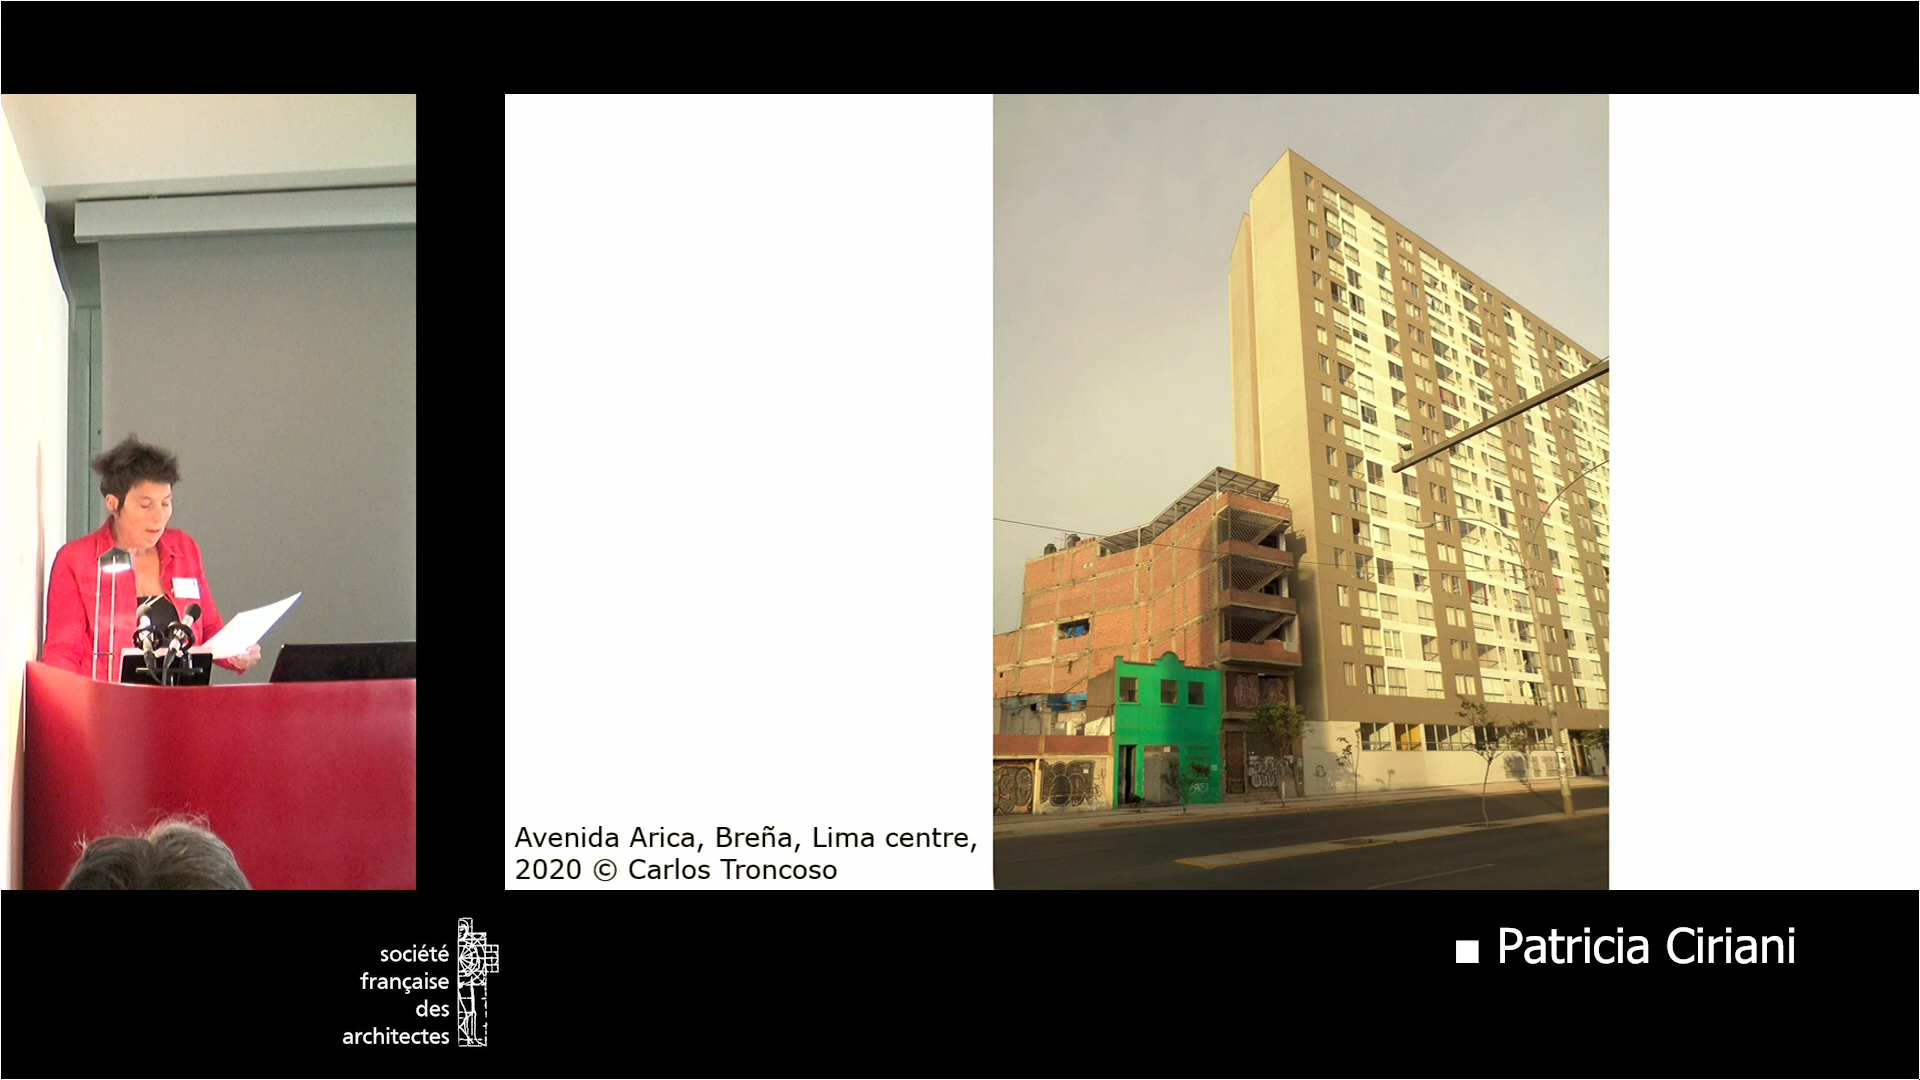 Avenida Arica, Breña, Lima centre,
2020 © Carlos Troncoso
société
française
des
architectes
Patricia Ciriani